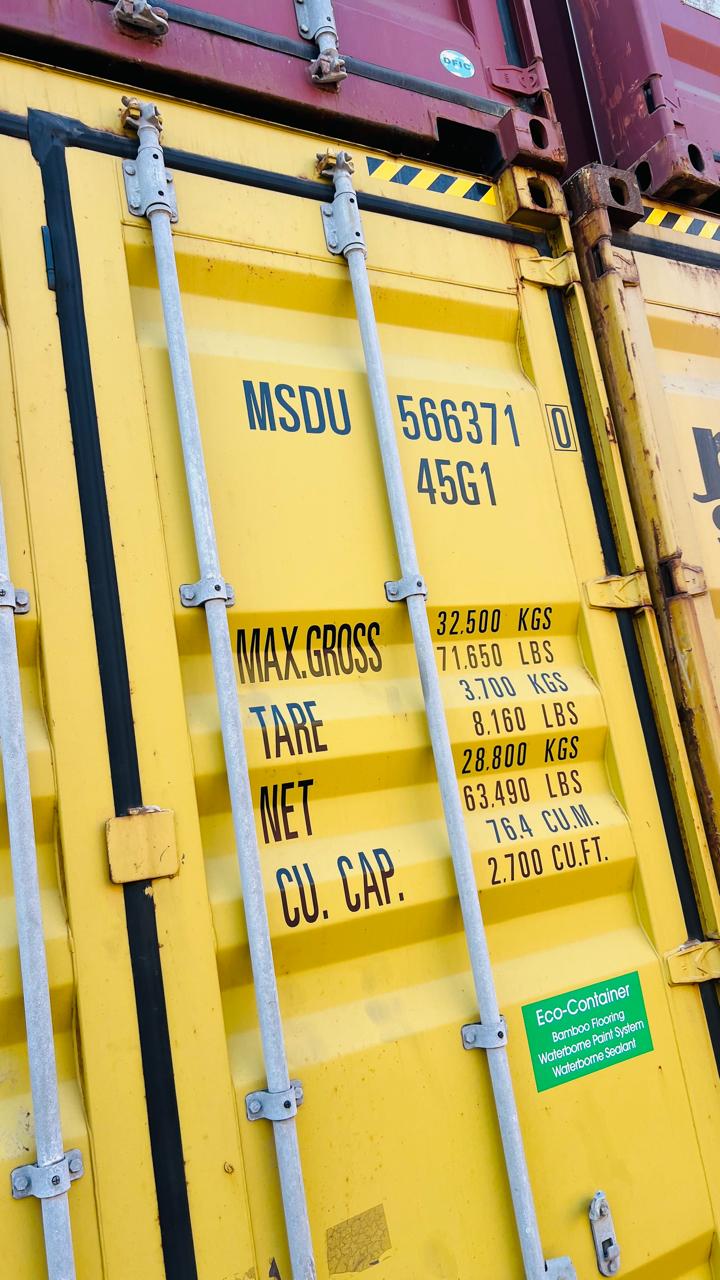 DFIC
MSDU 566371 0
45G1
MAX.GROSS 32,500 KGS
71,650 LBS
TARE 3.700 KGS
8.160 LBS
NET 28.800 KGS
63,490 LBS
CU. CAP. 76.4 CU.M.
2,700 CU.FT.
Eco-Container
Bamboo Flooring
Waterborne Paint System
Waterborne Sealant